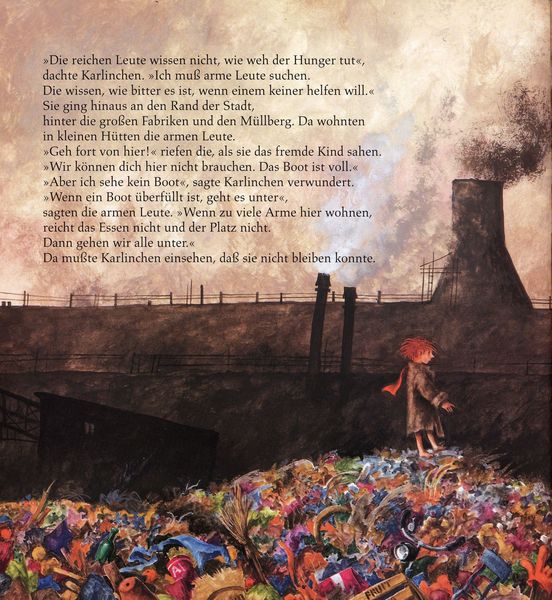 »Die reichen Leute wissen nicht, wie weh der Hunger tut«,
dachte Karlinchen. »Ich muß arme Leute suchen.
Die wissen, wie bitter es ist, wenn einem keiner helfen will.«
Sie ging hinaus an den Rand der Stadt,
hinter die großen Fabriken und den Müllberg. Da wohnten
in kleinen Hütten die armen Leute.
»Geh fort von hier!« riefen die, als sie das fremde Kind sahen.
»Wir können dich hier nicht brauchen. Das Boot ist voll.«
»Aber ich sehe kein Boot«, sagte Karlinchen verwundert.
»Wenn ein Boot überfüllt ist, geht es unter«,
sagten die armen Leute. »Wenn zu viele Arme hier wohnen,
reicht das Essen nicht und der Platz nicht.
Dann gehen wir alle unter.«
Da mußte Karlinchen einsehen, daß sie nicht bleiben konnte.
FRUIT